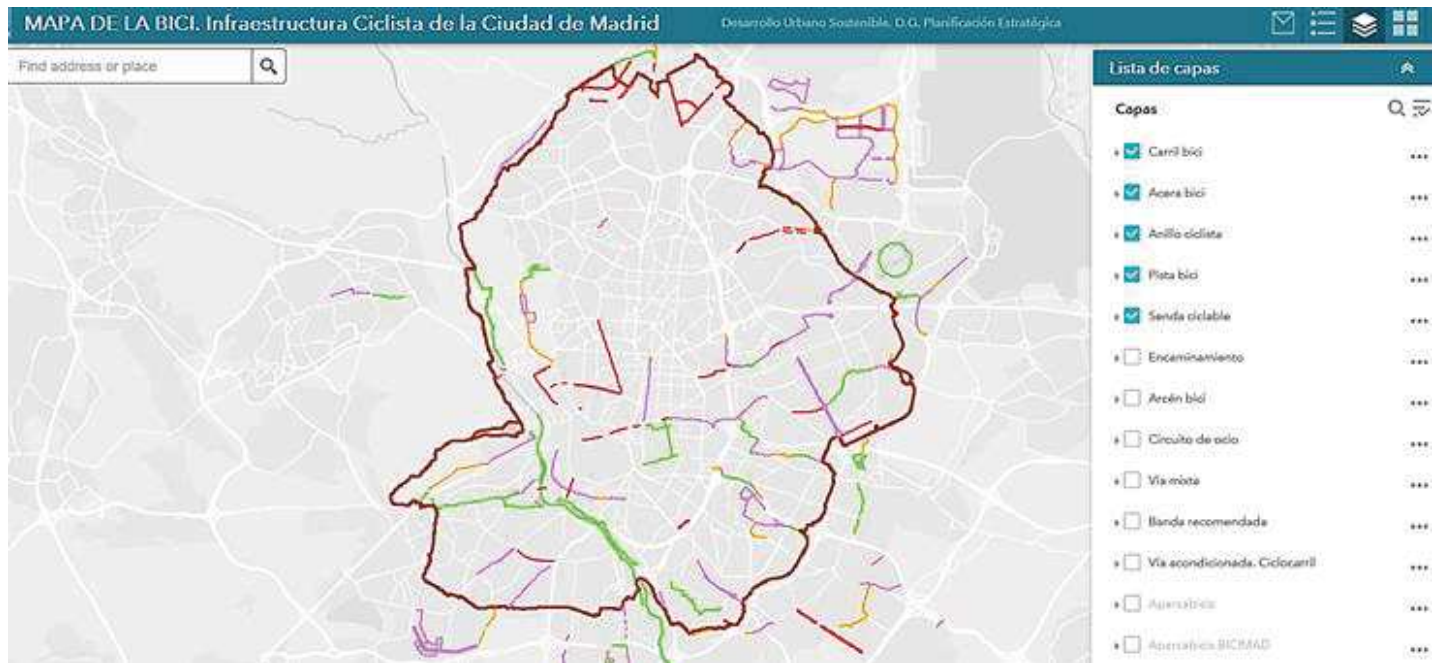 MAPA DE LA BICI. Infraestructura Ciclista de la Ciudad de Madrid
Desarrollo Urbano Sostenible. D.G. Planificación Estratégica
Find address or place
Lista de capas
Capas
Carril bici
Acera bici
Anillo ciclista
Pista bici
Senda ciclable
Encaminamiento
Arcén bici
Circuito de ocio
Vía mixta
Banda recomendada
Vía acondicionada. Ciclocarril
Aparcabicis
Aparcabicis BICIMAD